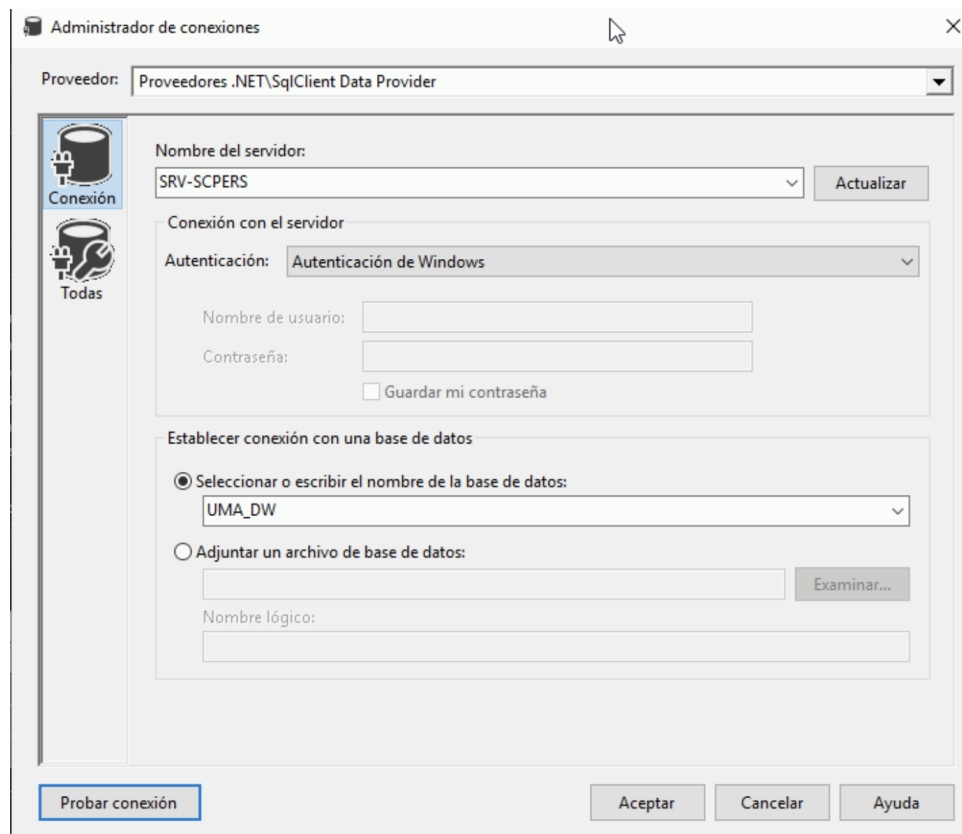 Administrador de conexiones
Proveedor: Proveedores .NET\SqlClient Data Provider
Conexión
Todas
Nombre del servidor:
SRV-SCPERS Actualizar
Conexión con el servidor
Autenticación: Autenticación de Windows
Nombre de usuario:
Contraseña:
Guardar mi contraseña
Establecer conexión con una base de datos
Seleccionar o escribir el nombre de la base de datos:
UMA_DW
Adjuntar un archivo de base de datos:
Examinar...
Nombre lógico:
Probar conexión Aceptar Cancelar Ayuda